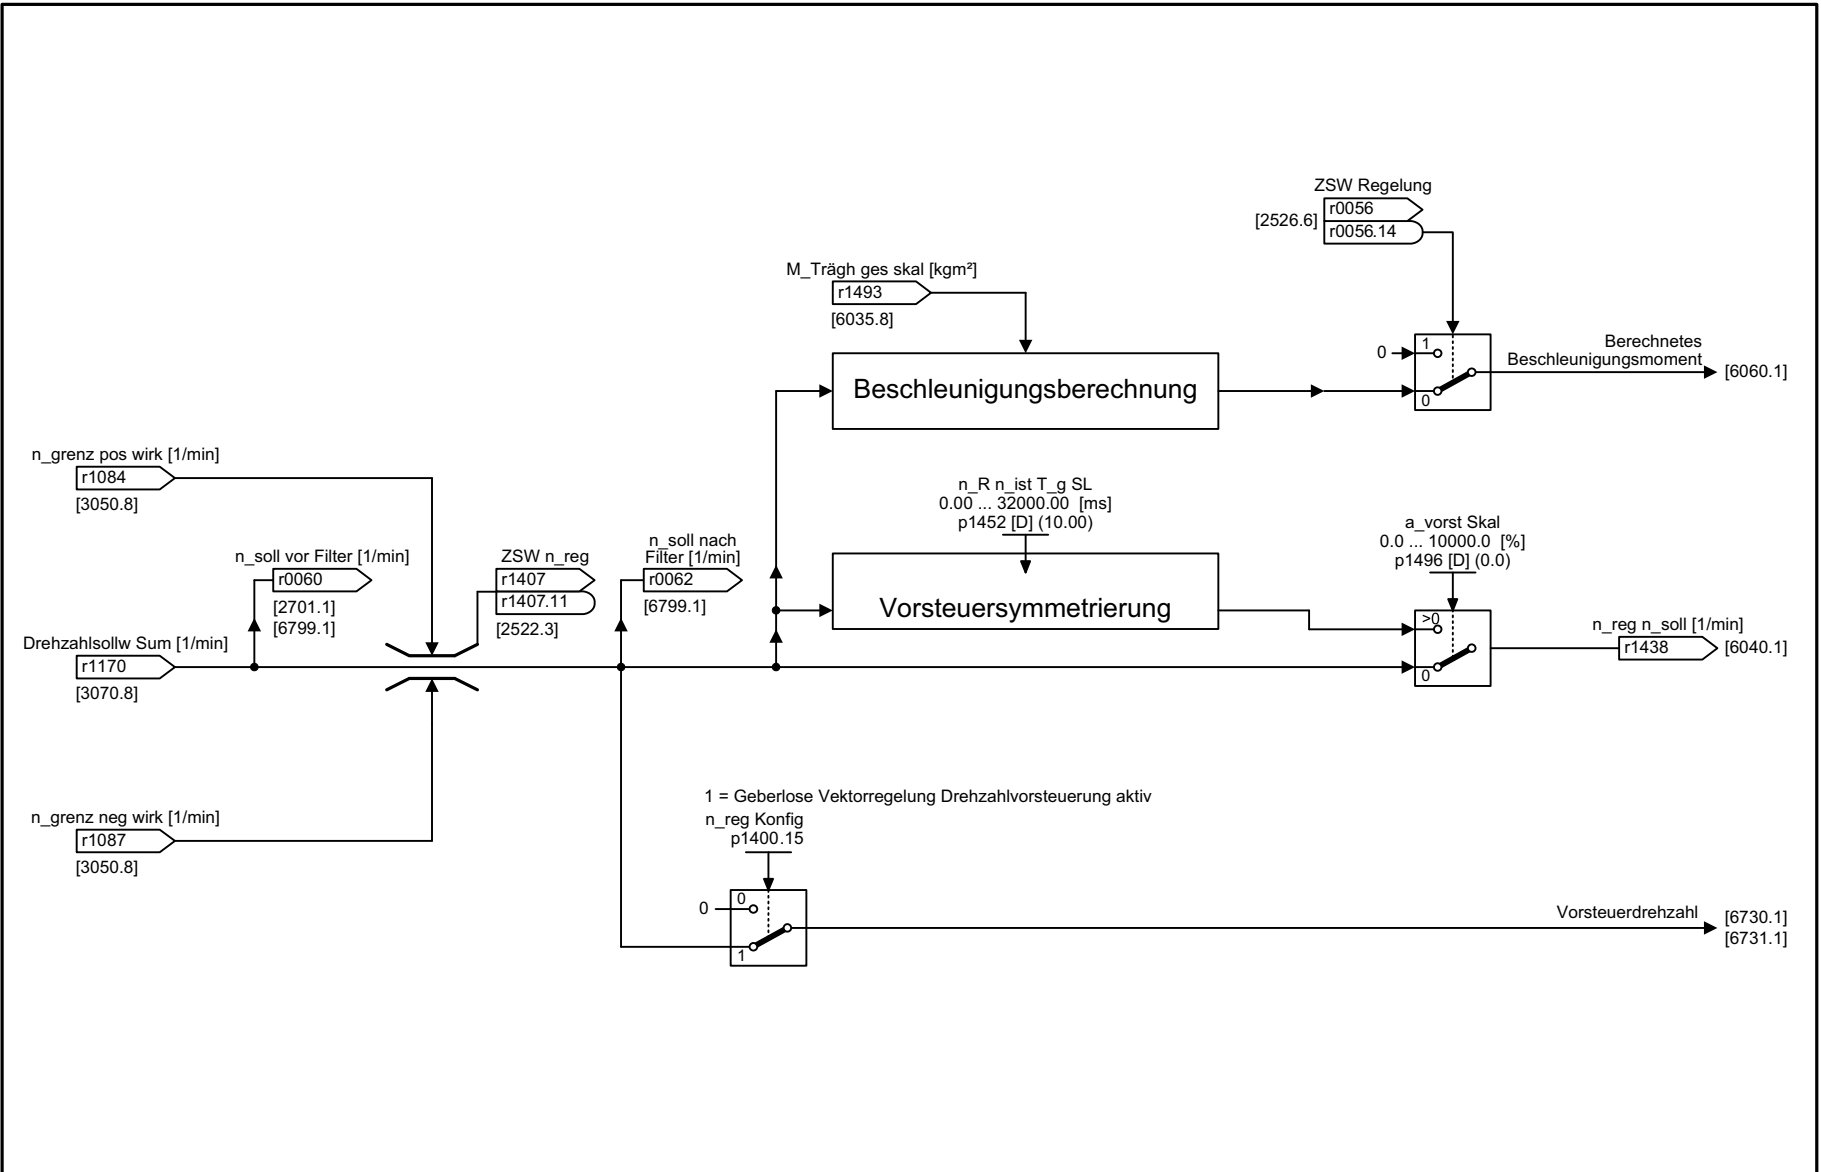 ZSW Regelung
r0056
[2526.6]
r0056.14
M_Trägh ges skal [kgm²]
r1493
[6035.8]
1
0
0
Berechnetes
Beschleunigungsmoment
[6060.1]
Beschleunigungsberechnung
n_grenz pos wirk [1/min]
r1084
[3050.8]
n_R n_ist T_g SL
0.00 ... 32000.00 [ms]
p1452 [D] (10.00)
a_vorst Skal
0.0 ... 10000.0 [%]
p1496 [D] (0.0)
n_soll vor Filter [1/min]
r0060
[2701.1]
[6799.1]
ZSW n_reg
r1407
r1407.11
[2522.3]
n_soll nach
Filter [1/min]
r0062
[6799.1]
Vorsteuersymmetrierung
>0
0
n_reg n_soll [1/min]
r1438
[6040.1]
Drehzahlsollw Sum [1/min]
r1170
[3070.8]
n_grenz neg wirk [1/min]
r1087
[3050.8]
1 = Geberlose Vektorregelung Drehzahlvorsteuerung aktiv
n_reg Konfig
p1400.15
0
0
1
Vorsteuerdrehzahl
[6730.1]
[6731.1]